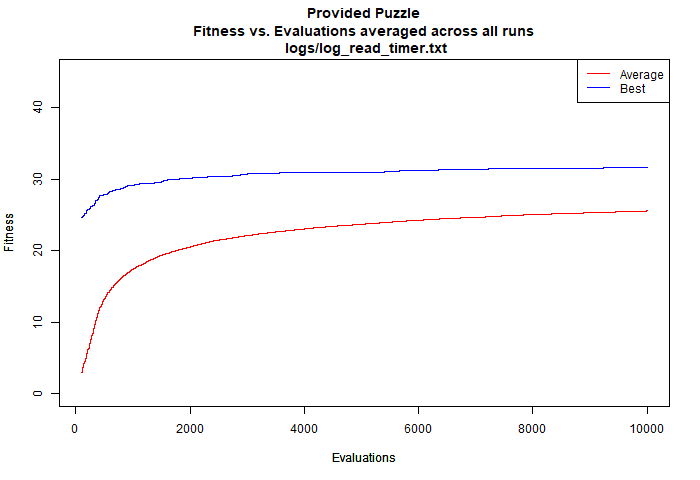 Provided Puzzle
Fitness vs. Evaluations averaged across all runs
logs/log_read_timer.txt
Average
Best
Fitness
40
30
20
10
0
0 2000 4000 6000 8000 10000
Evaluations